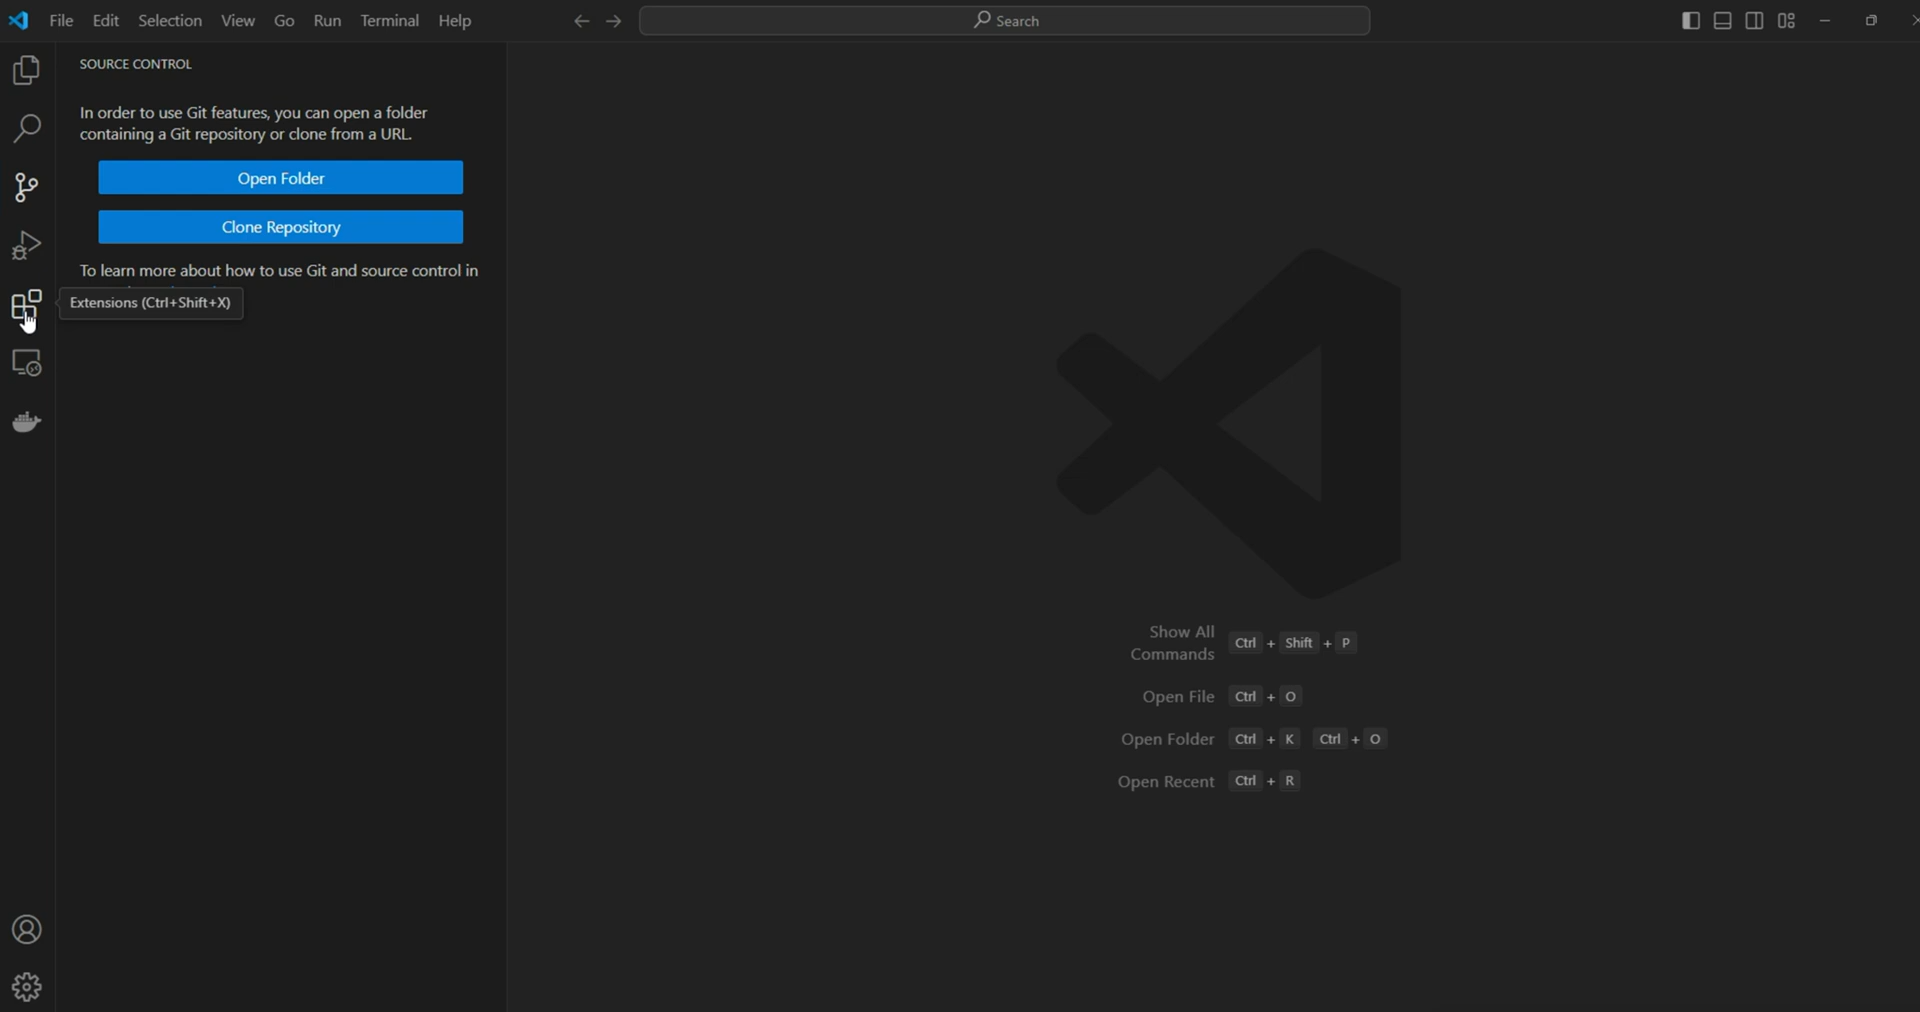 File Edit Selection View Go Run Terminal Help
Search
SOURCE CONTROL
In order to use Git features, you can open a folder
containing a Git repository or clone from a URL.
Open Folder
Clone Repository
To learn more about how to use Git and source control in
Extensions (Ctrl+Shift+X)
Show All
Commands Ctrl + Shift + P
Open File Ctrl + O
Open Folder Ctrl + K Ctrl + O
Open Recent Ctrl + R